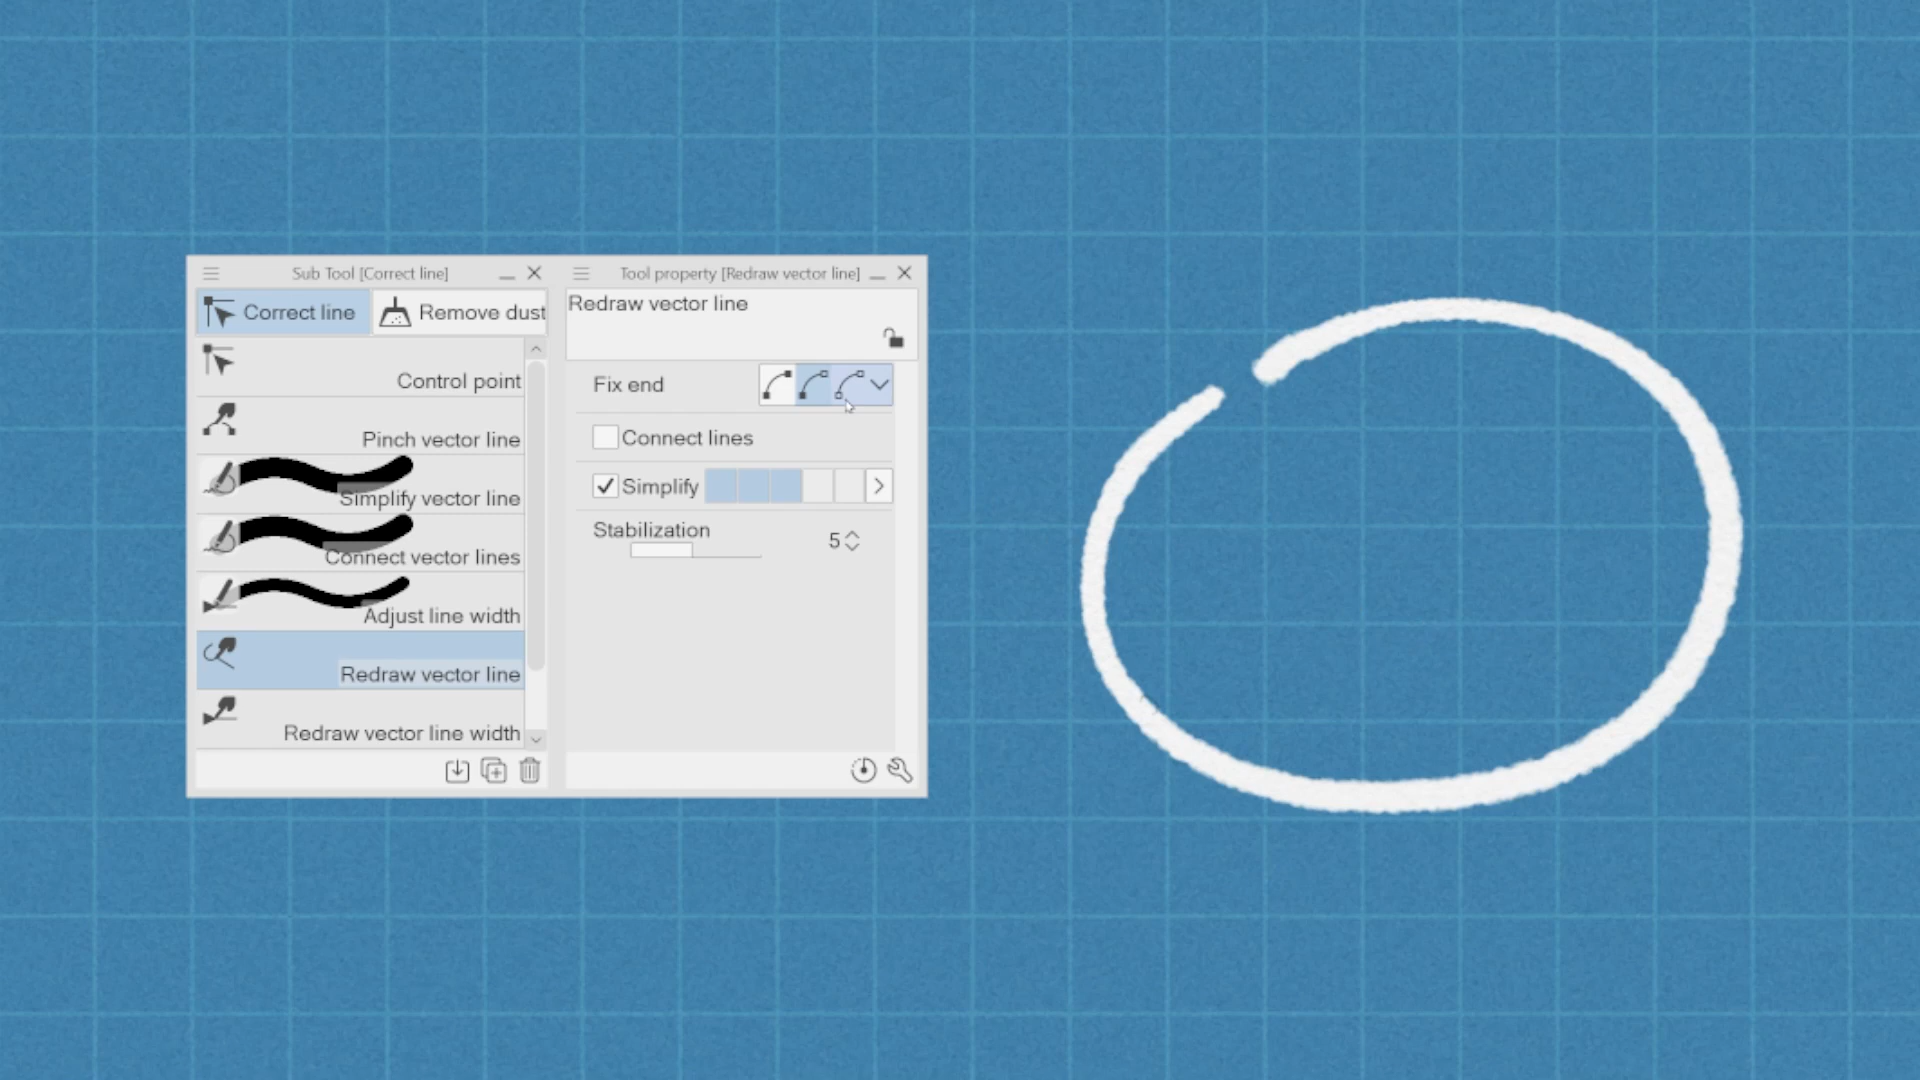 Sub Tool [Correct line]
Correct line
Remove dust
Control point
Pinch vector line
Simplify vector line
Connect vector lines
Adjust line width
Redraw vector line
Redraw vector line width
Tool property [Redraw vector line]
Redraw vector line
Fix end
Connect lines
Simplify
Stabilization
5